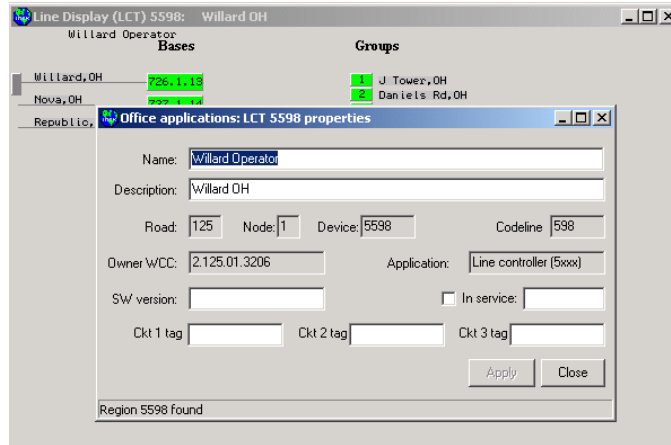 Line Display (LCT) 5598: Willard OH
Willard Operator
Bases Groups
Willard,OH 726.1.13 1 J Tower,OH
Nova,OH 727.1.14 2 Daniels Rd,OH
Republic,
Office applications: LCT 5598 properties
Name: Willard Operator
Description: Willard OH
Road: 125 Node: 1 Device: 5598 Codeline 598
Owner WCC: 2.125.01.3206 Application: Line controller (5xxx)
SW version: In service:
Ckt 1 tag Ckt 2 tag Ckt 3 tag
Apply Close
Region 5598 found